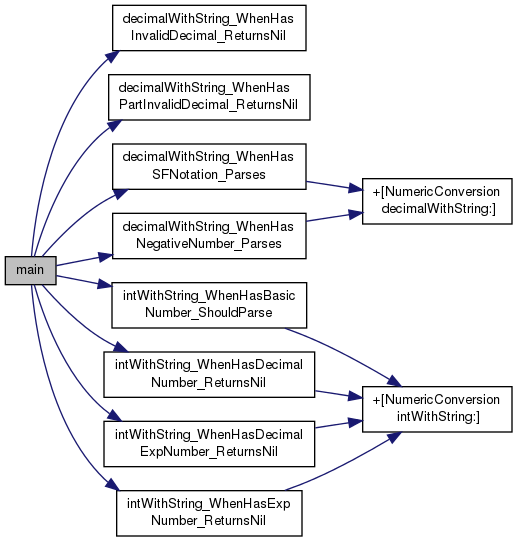 decimalWithString_WhenHas
InvalidDecimal_ReturnsNil
decimalWithString_WhenHas
PartInvalidDecimal_ReturnsNil
decimalWithString_WhenHas
SFNotation_Parses
+[NumericConversion
decimalWithString:]
decimalWithString_WhenHas
NegativeNumber_Parses
main
intWithString_WhenHasBasic
Number_ShouldParse
intWithString_WhenHasDecimal
Number_ReturnsNil
+[NumericConversion
intWithString:]
intWithString_WhenHasDecimal
ExpNumber_ReturnsNil
intWithString_WhenHasExp
Number_ReturnsNil